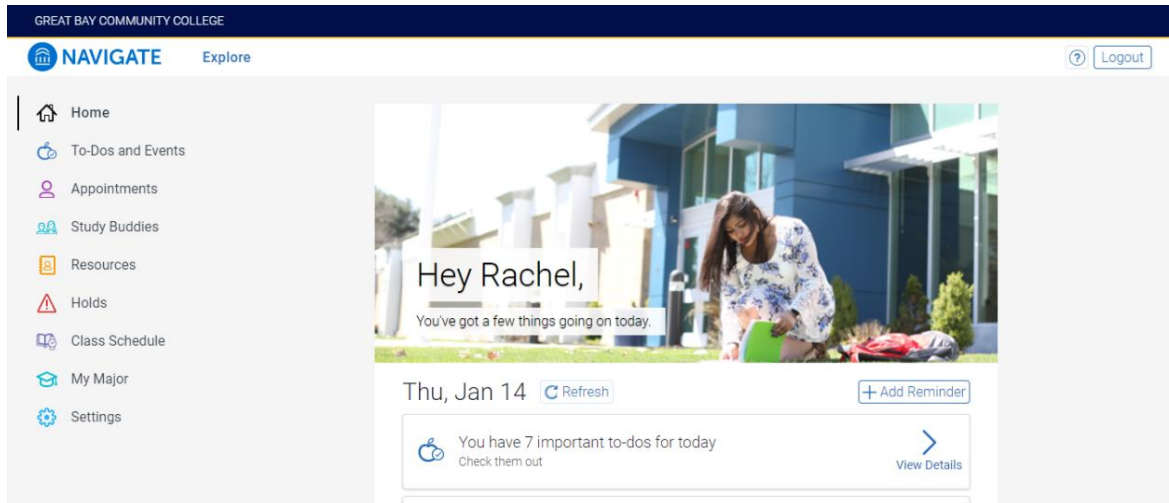 GREAT BAY COMMUNITY COLLEGE
NAVIGATE Explore ? Logout
Home
To-Dos and Events
Appointments
Study Buddies
Resources
Holds
Class Schedule
My Major
Settings
Hey Rachel,
You've got a few things going on today.
Thu, Jan 14 Refresh + Add Reminder
You have 7 important to-dos for today
Check them out
View Details